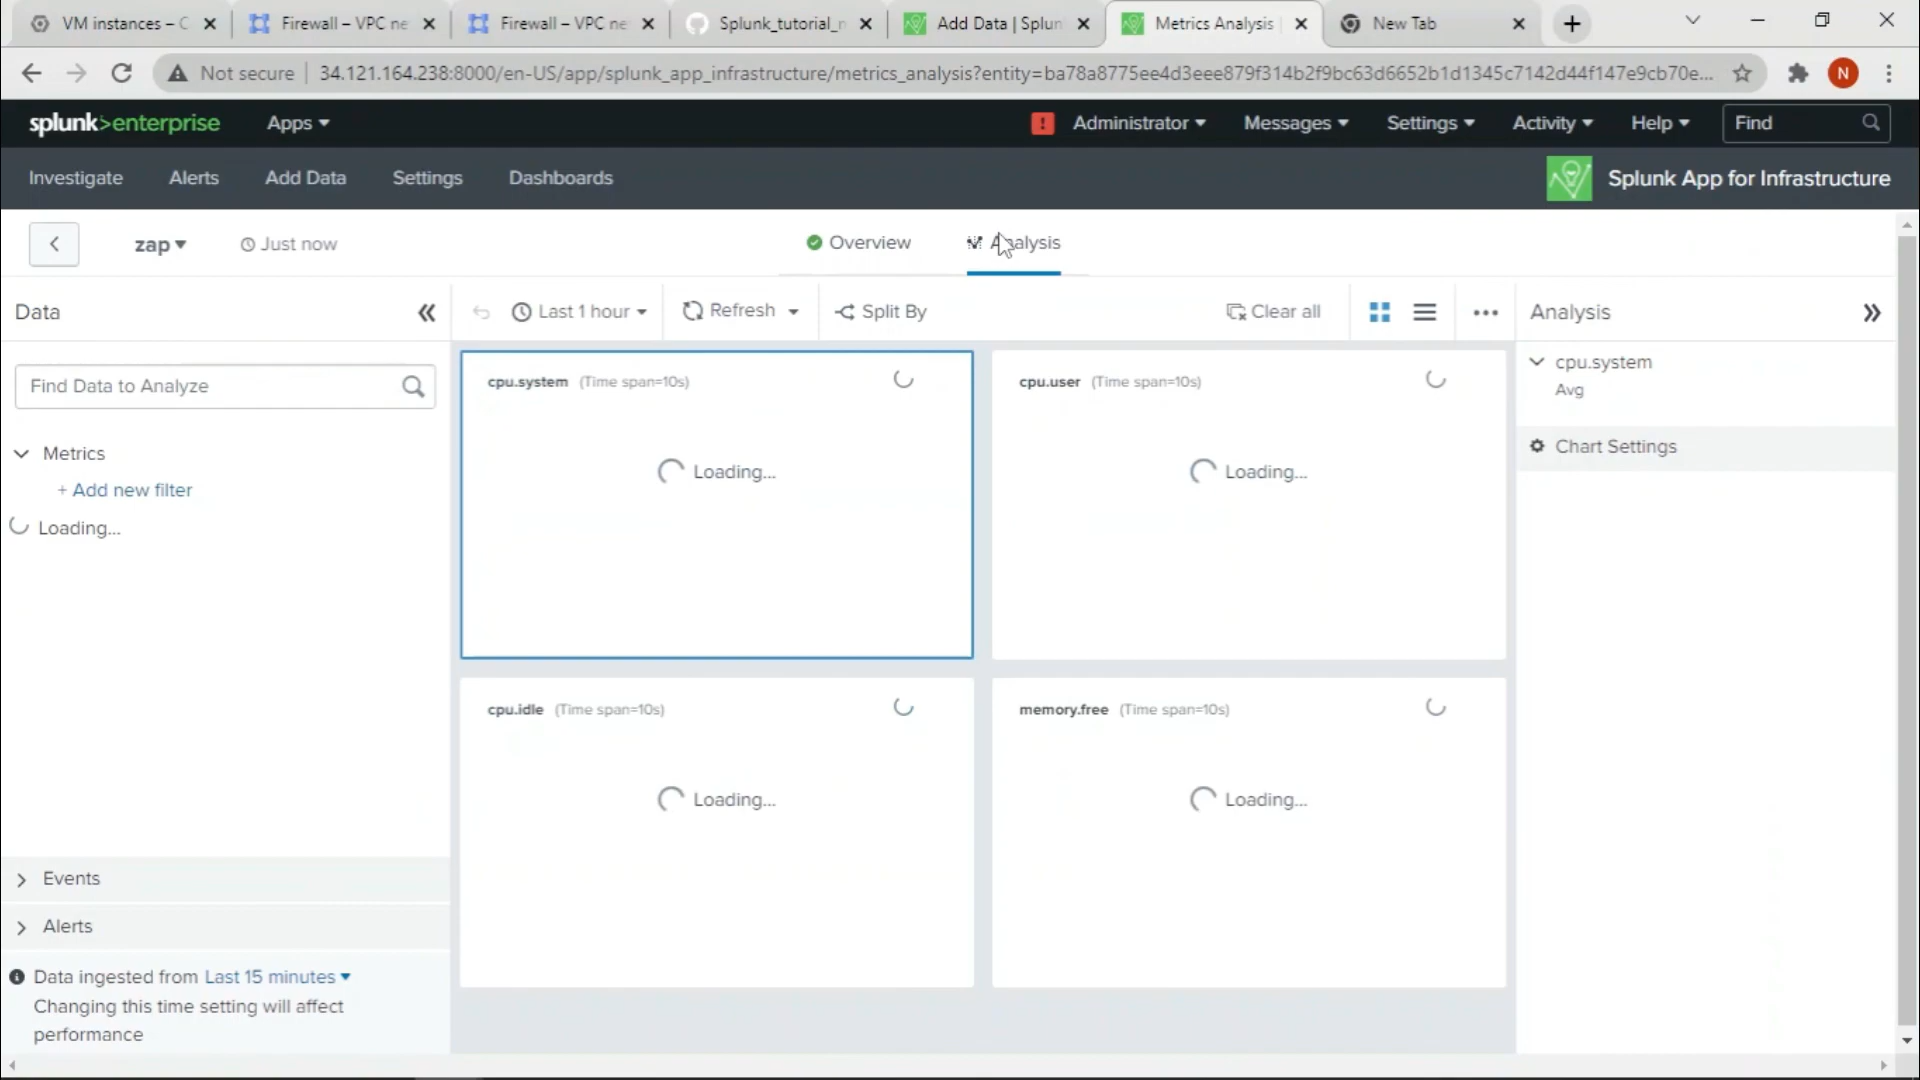 VM instances – C
Firewall – VPC ne
Firewall – VPC ne
Splunk_tutorial_r
Add Data | Splun
Metrics Analysis
New Tab
Not secure
34.121.164.238:8000/en-US/app/splunk_app_infrastructure/metrics_analysis?entity=ba78a8775ee4d3eee879f314b2f9bc63d6652b1d1345c7142d44f147e9cb70e...
N
splunk>enterprise
Apps
!
Administrator
Messages
Settings
Activity
Help
Find
Investigate
Alerts
Add Data
Settings
Dashboards
Splunk App for Infrastructure
zap
Just now
Overview
Analysis
Data
Last 1 hour
Refresh
Split By
Clear all
Analysis
Find Data to Analyze
cpu.system (Time span=10s)
cpu.user (Time span=10s)
cpu.system
Avg
Metrics
+ Add new filter
Loading...
Loading...
Loading...
Chart Settings
cpu.idle (Time span=10s)
memory.free (Time span=10s)
Loading...
Loading...
Events
Alerts
Data ingested from Last 15 minutes
Changing this time setting will affect
performance